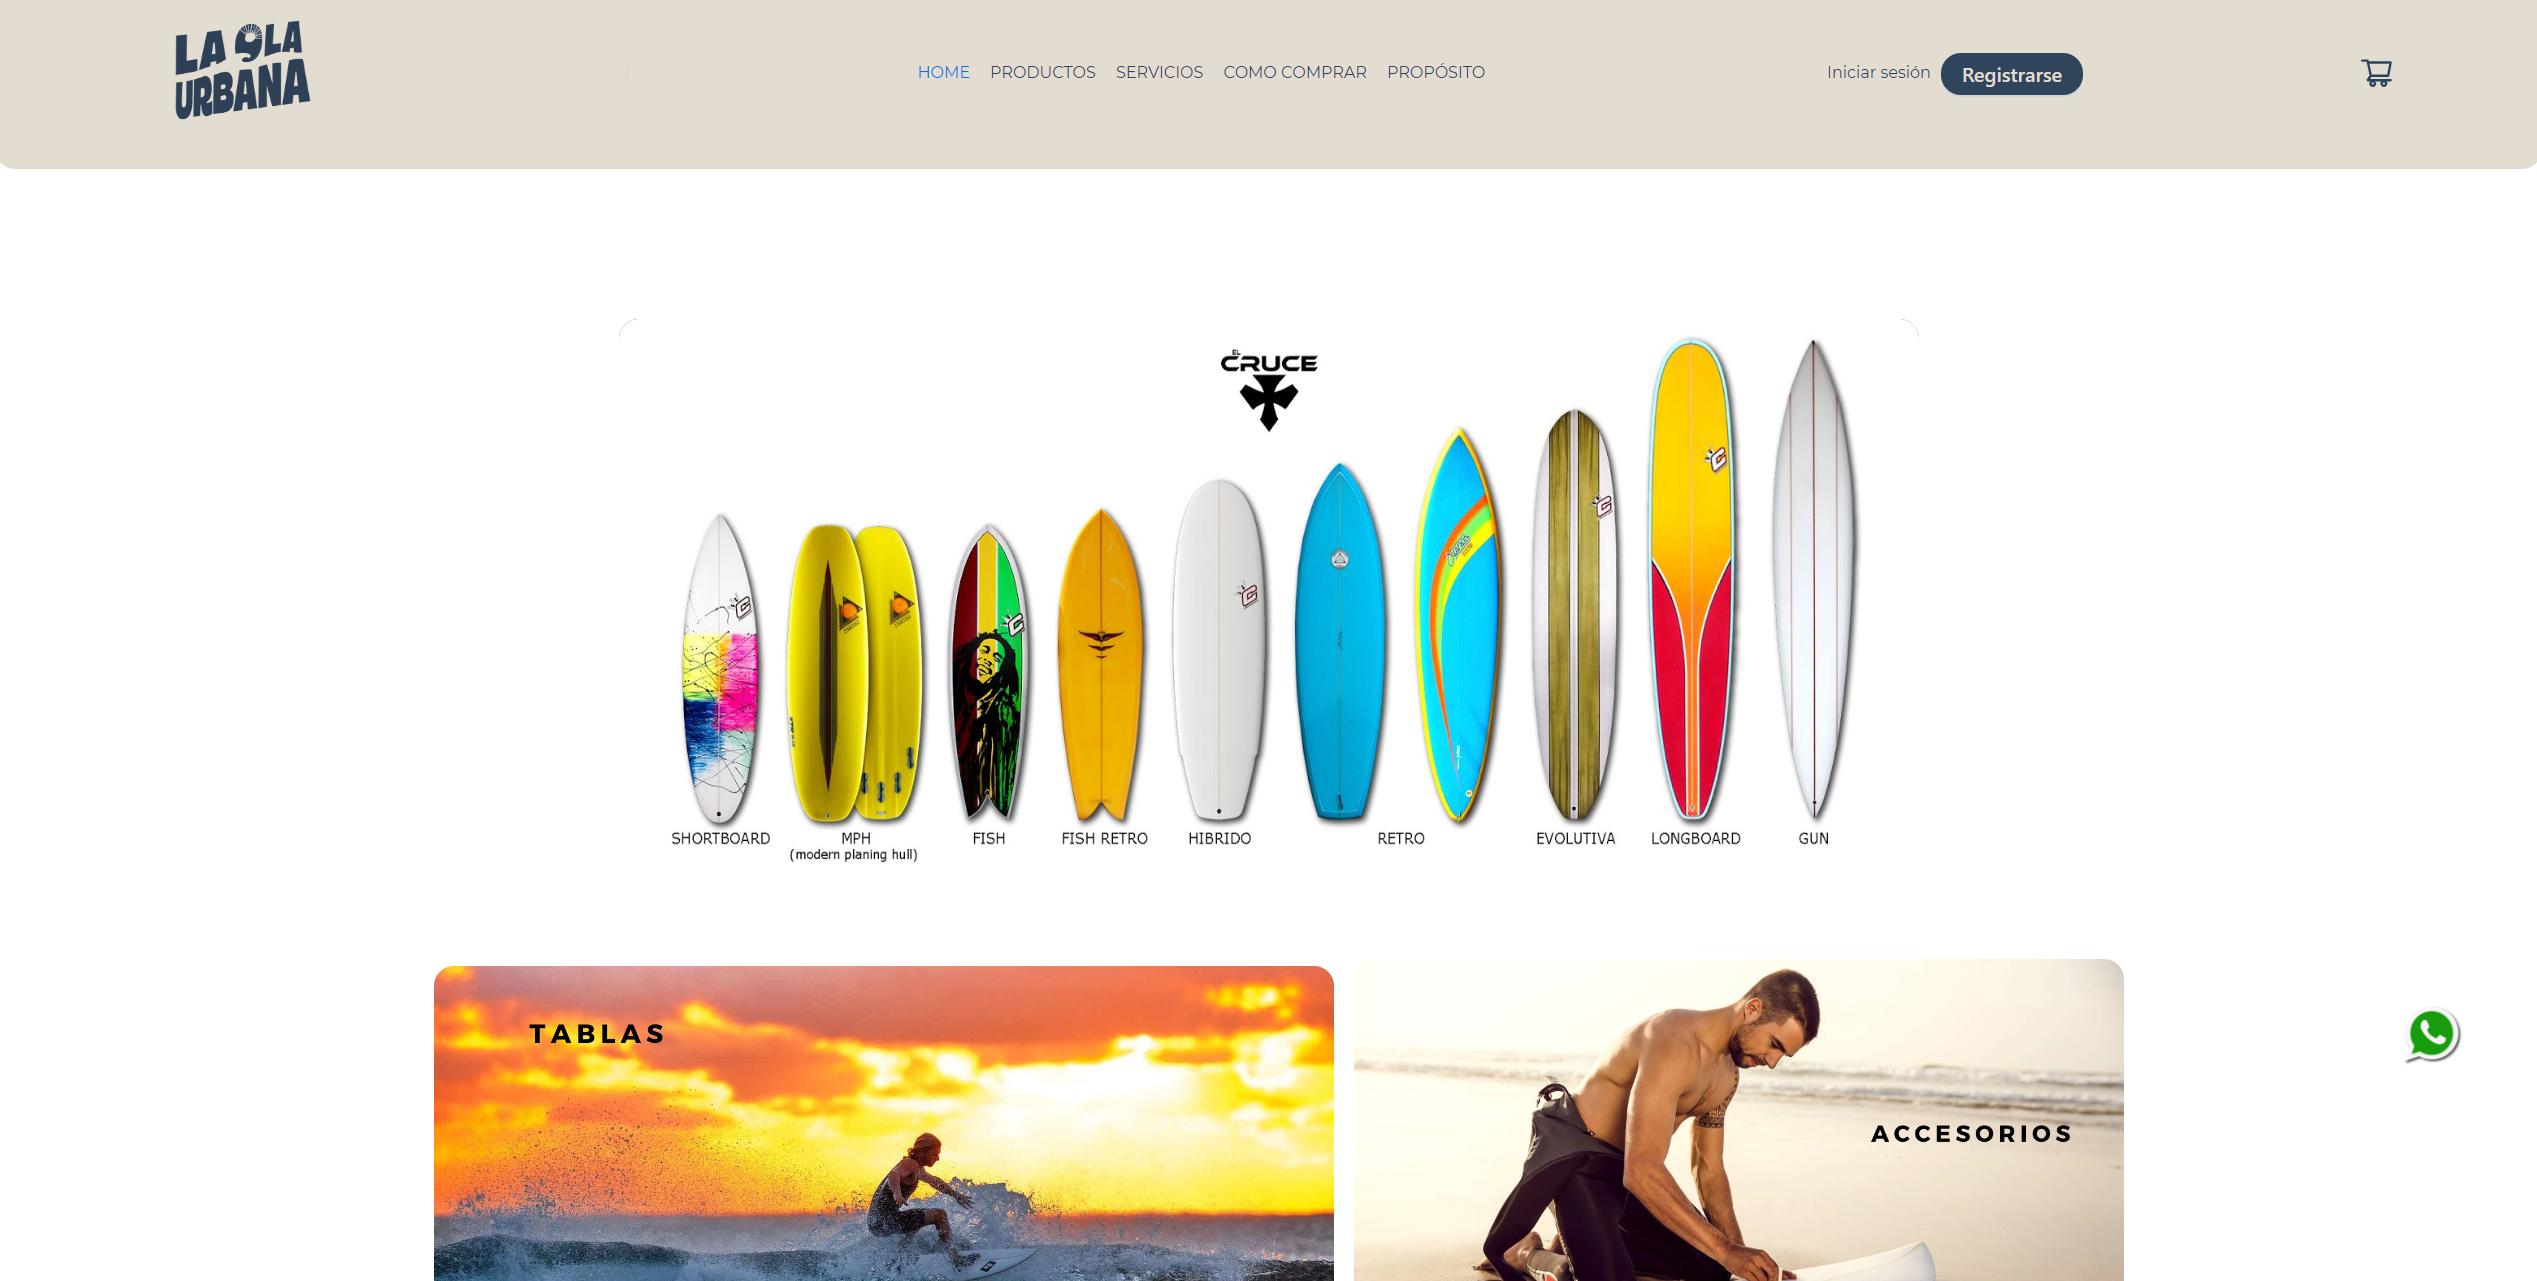 LA OLA
URBANA
HOME PRODUCTOS SERVICIOS COMO COMPRAR PROPÓSITO
Iniciar sesión Registrarse
EL
CRUCE
SHORTBOARD MPH FISH FISH RETRO HIBRIDO RETRO EVOLUTIVA LONGBOARD GUN
(modern planing hull)
TABLAS
ACCESORIOS